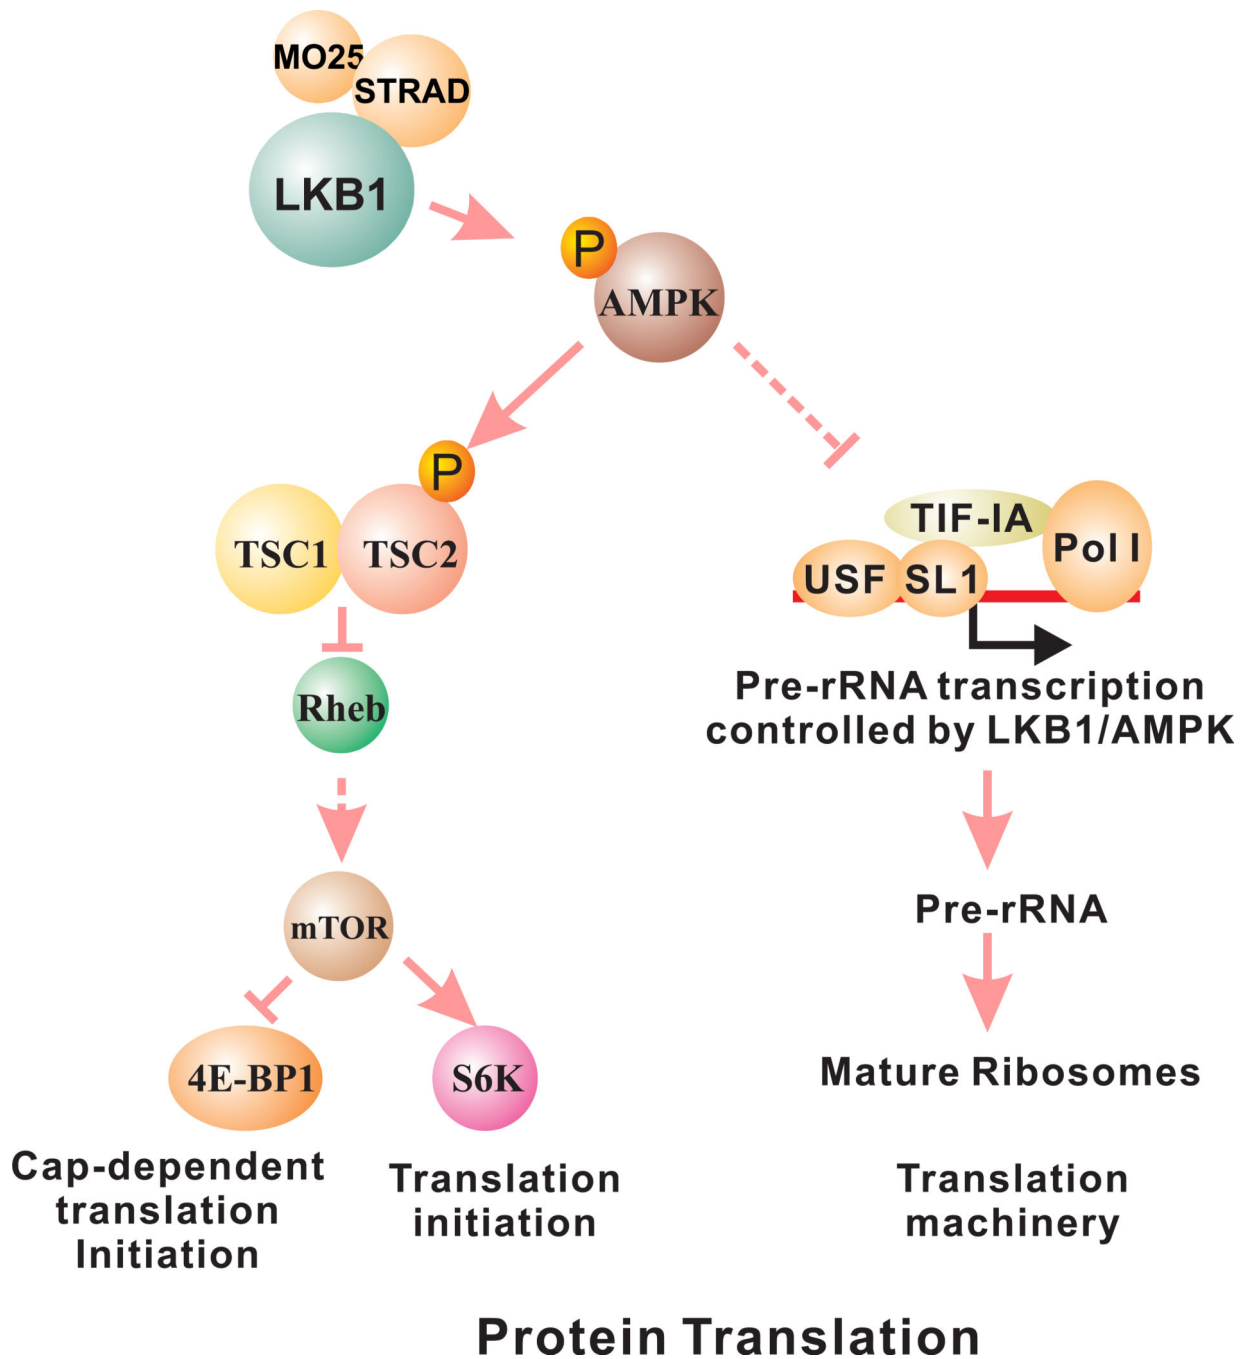 MO25
STRAD
LKB1
P
AMPK
P
TSC1
TSC2
TIF-IA
Pol I
USF
SL1
Rheb
Pre-rRNA transcription
controlled by LKB1/AMPK
mTOR
Pre-rRNA
4E-BP1
S6K
Mature Ribosomes
Cap-dependent
translation
Initiation
Translation
initiation
Translation
machinery
Protein Translation